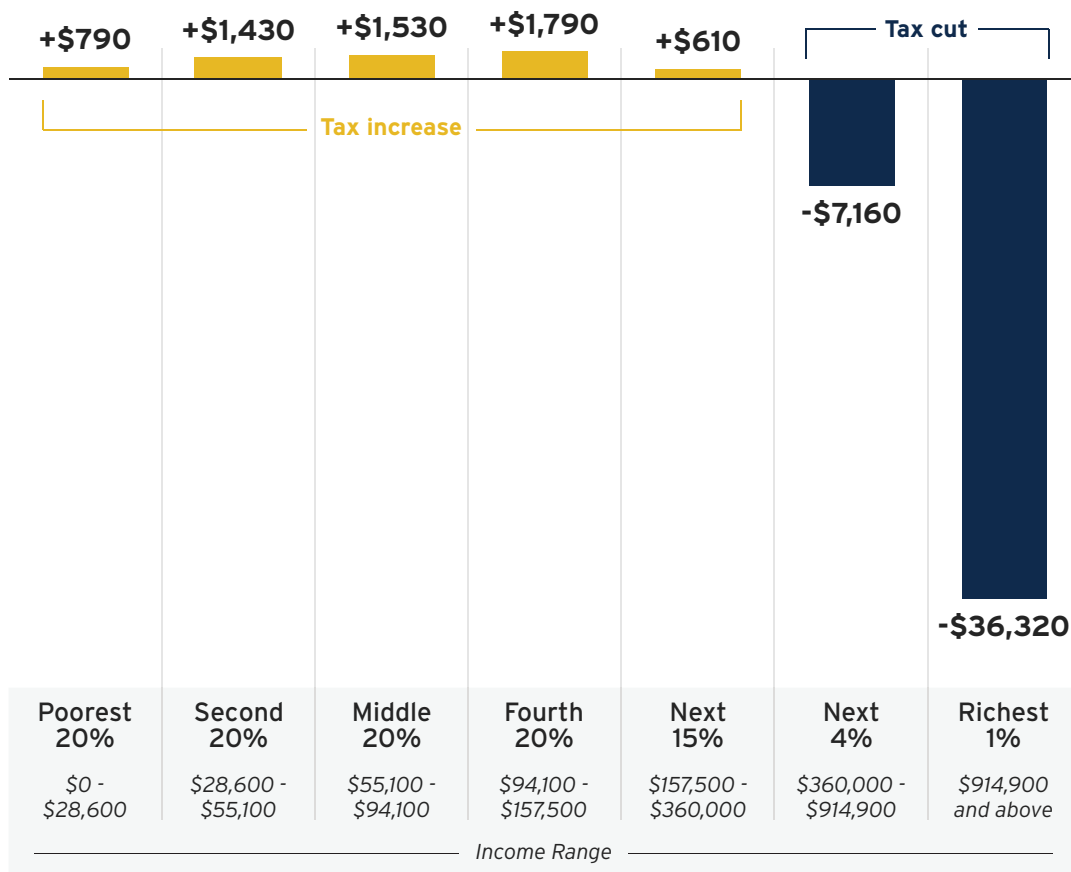 +$790
+$1,430
+$1,530
+$1,790
+$610
Tax cut
Tax increase
-$7,160
-$36,320
Poorest
20%
$0 -
$28,600
Second
20%
$28,600 -
$55,100
Middle
20%
$55,100 -
$94,100
Fourth
20%
$94,100 -
$157,500
Next
15%
$157,500 -
$360,000
Next
4%
$360,000 -
$914,900
Richest
1%
$914,900
and above
Income Range